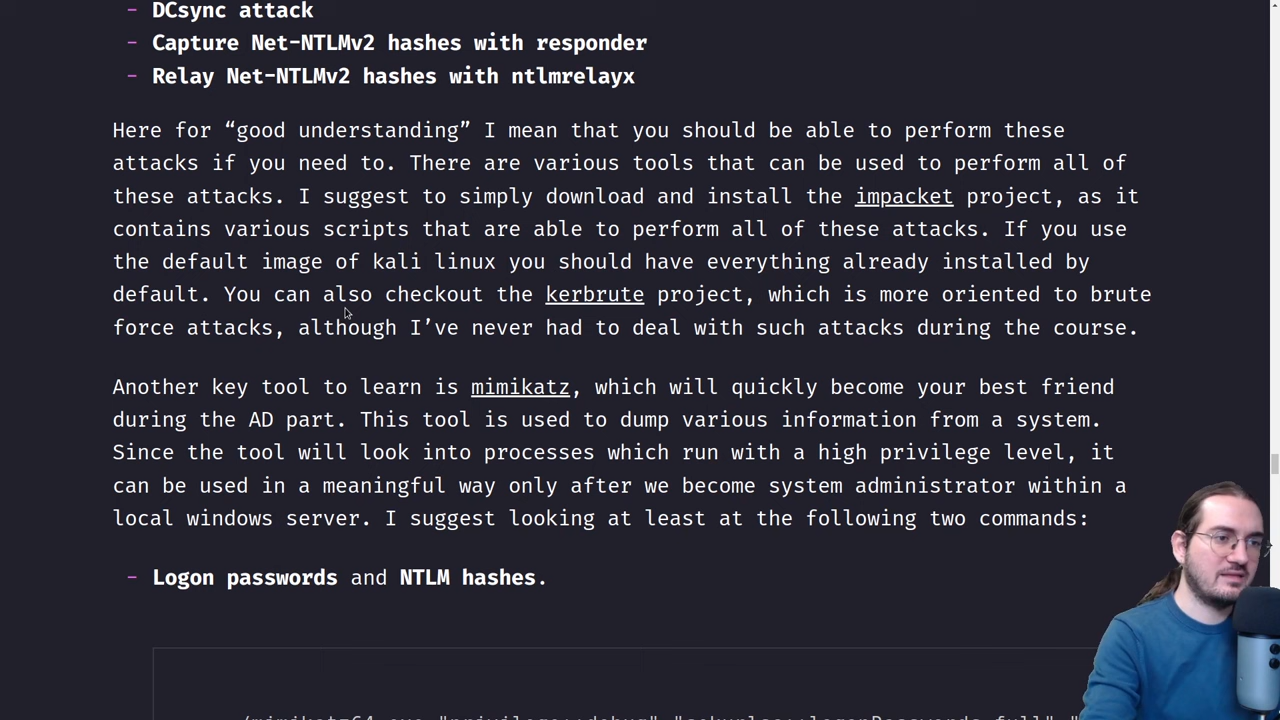 - DCsync attack
- Capture Net-NTLMv2 hashes with responder
- Relay Net-NTLMv2 hashes with ntlmrelayx
Here for “good understanding” I mean that you should be able to perform these
attacks if you need to. There are various tools that can be used to perform all of
these attacks. I suggest to simply download and install the impacket project, as it
contains various scripts that are able to perform all of these attacks. If you use
the default image of kali linux you should have everything already installed by
default. You can also checkout the kerbrute project, which is more oriented to brute
force attacks, although I’ve never had to deal with such attacks during the course.
Another key tool to learn is mimikatz, which will quickly become your best friend
during the AD part. This tool is used to dump various information from a system.
Since the tool will look into processes which run with a high privilege level, it
can be used in a meaningful way only after we become system administrator within a
local windows server. I suggest looking at least at the following two commands:
- Logon passwords and NTLM hashes.